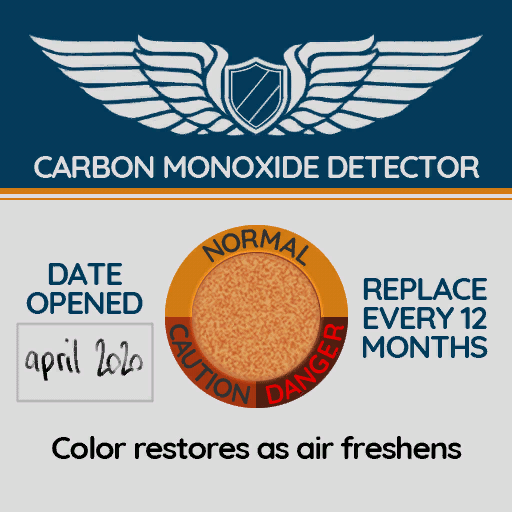 CARBON MONOXIDE DETECTOR
DATE
OPENED
april 2020
NORMAL
CAUTION
DANGER
REPLACE
EVERY 12
MONTHS
Color restores as air freshens